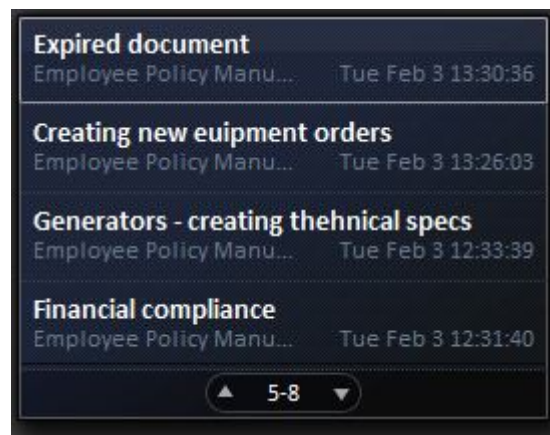 Expired document
Employee Policy Manu... Tue Feb 3 13:30:36
Creating new euipment orders
Employee Policy Manu... Tue Feb 3 13:26:03
Generators - creating thehnical specs
Employee Policy Manu... Tue Feb 3 12:33:39
Financial compliance
Employee Policy Manu... Tue Feb 3 12:31:40
5-8